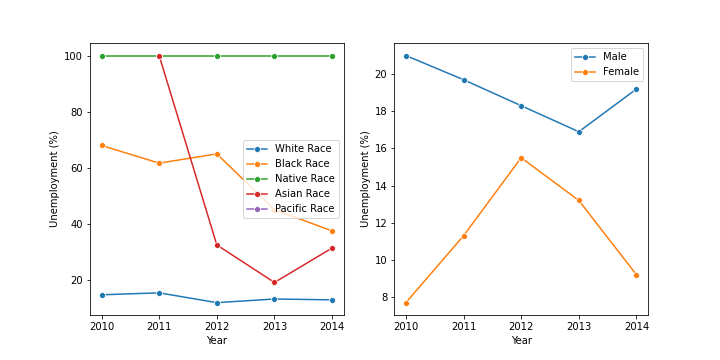 100
80
60
40
20
Unemployment (%)
White Race
Black Race
Native Race
Asian Race
Pacific Race
2010 2011 2012 2013 2014
Year
20
18
16
14
12
10
8
Unemployment (%)
Male
Female
2010 2011 2012 2013 2014
Year